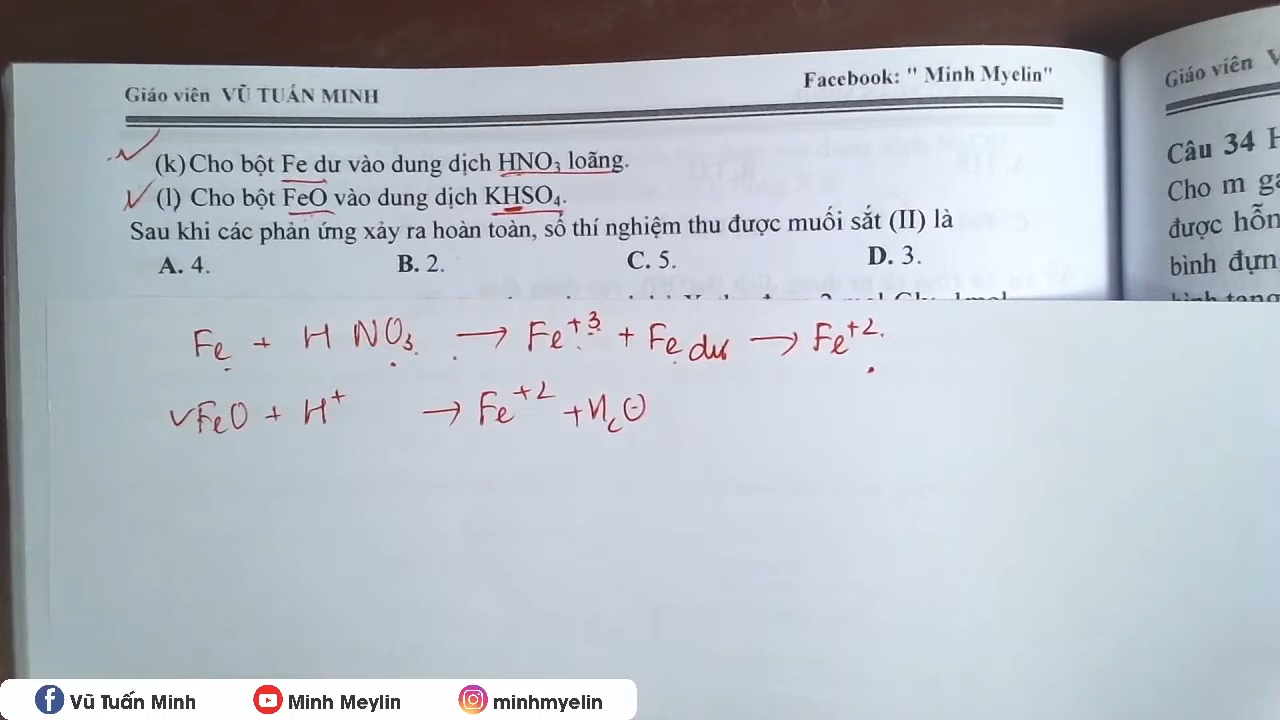 Giáo viên VŨ TUẤN MINH
Facebook: " Minh Myelin"
(k) Cho bột Fe dư vào dung dịch HNO₃ loãng.
(l) Cho bột FeO vào dung dịch KHSO₄.
Sau khi các phản ứng xảy ra hoàn toàn, số thí nghiệm thu được muối sắt (II) là
A. 4. B. 2. C. 5. D. 3.
Fe + HNO₃ → Fe⁺³ + Fe dư → Fe⁺².
FeO + H⁺ → Fe⁺² + H₂O
Giáo viên V
Câu 34 H
Cho m ga
được hỗn
bình đựn
Vũ Tuấn Minh
Minh Meylin
minhmyelin